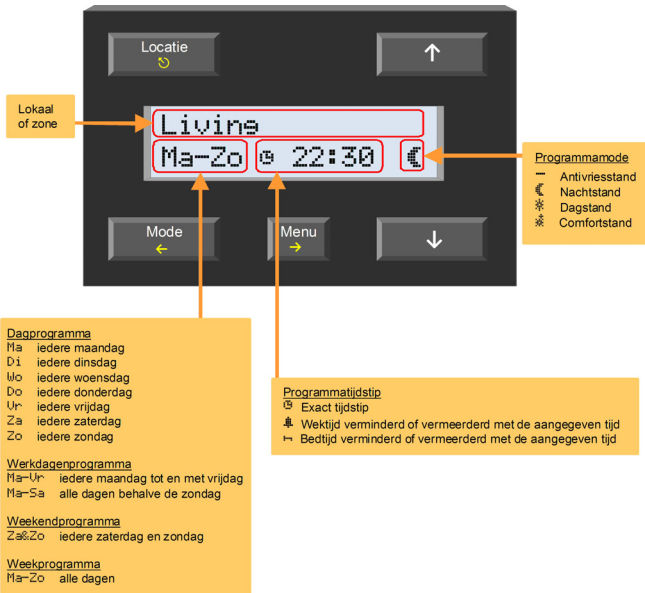 Locatie
Lokaal
of zone
Living
Ma-Zo 22:30
Programmamode
Antivriesstand
Nachtstand
Dagstand
Comfortstand
Mode
Menu
Dagprogramma
Ma iedere maandag
Di iedere dinsdag
Wo iedere woensdag
Do iedere donderdag
Vr iedere vrijdag
Za iedere zaterdag
Zo iedere zondag
Werkdagenprogramma
Ma-Vr iedere maandag tot en met vrijdag
Ma-Sa alle dagen behalve de zondag
Weekendprogramma
Za&Zo iedere zaterdag en zondag
Weekprogramma
Ma-Zo alle dagen
Programmatijdstip
Exact tijdstip
Wektijd verminderd of vermeerderd met de aangegeven tijd
Bedtijd verminderd of vermeerderd met de aangegeven tijd